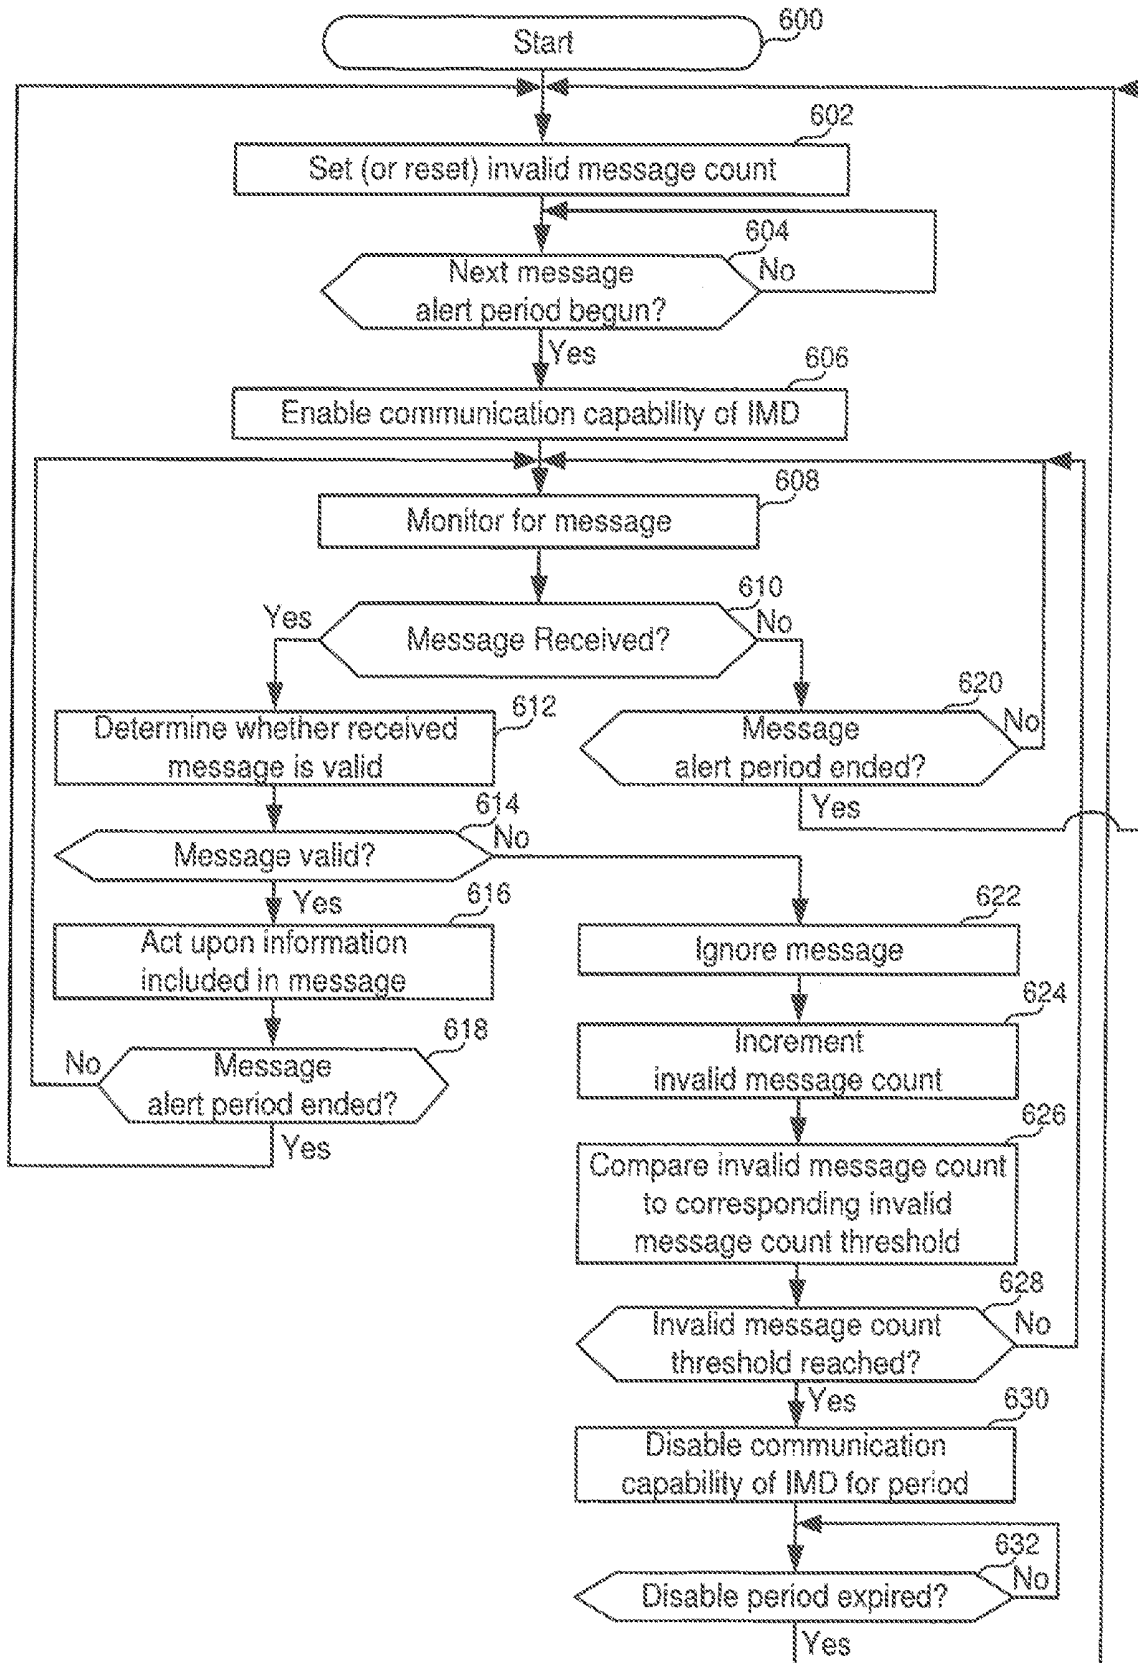 600
Start
602
Set (or reset) invalid message count
604
Next message
alert period begun?
No
Yes
606
Enable communication capability of IMD
608
Monitor for message
610
Yes
Message Received?
No
612
Determine whether received
message is valid
620
Message
alert period ended?
No
Yes
614
Message valid?
No
Yes
616
Act upon information
included in message
622
Ignore message
624
Increment
invalid message count
618
No
Message
alert period ended?
Yes
626
Compare invalid message count
to corresponding invalid
message count threshold
628
Invalid message count
threshold reached?
No
Yes
630
Disable communication
capability of IMD for period
632
Disable period expired?
No
Yes